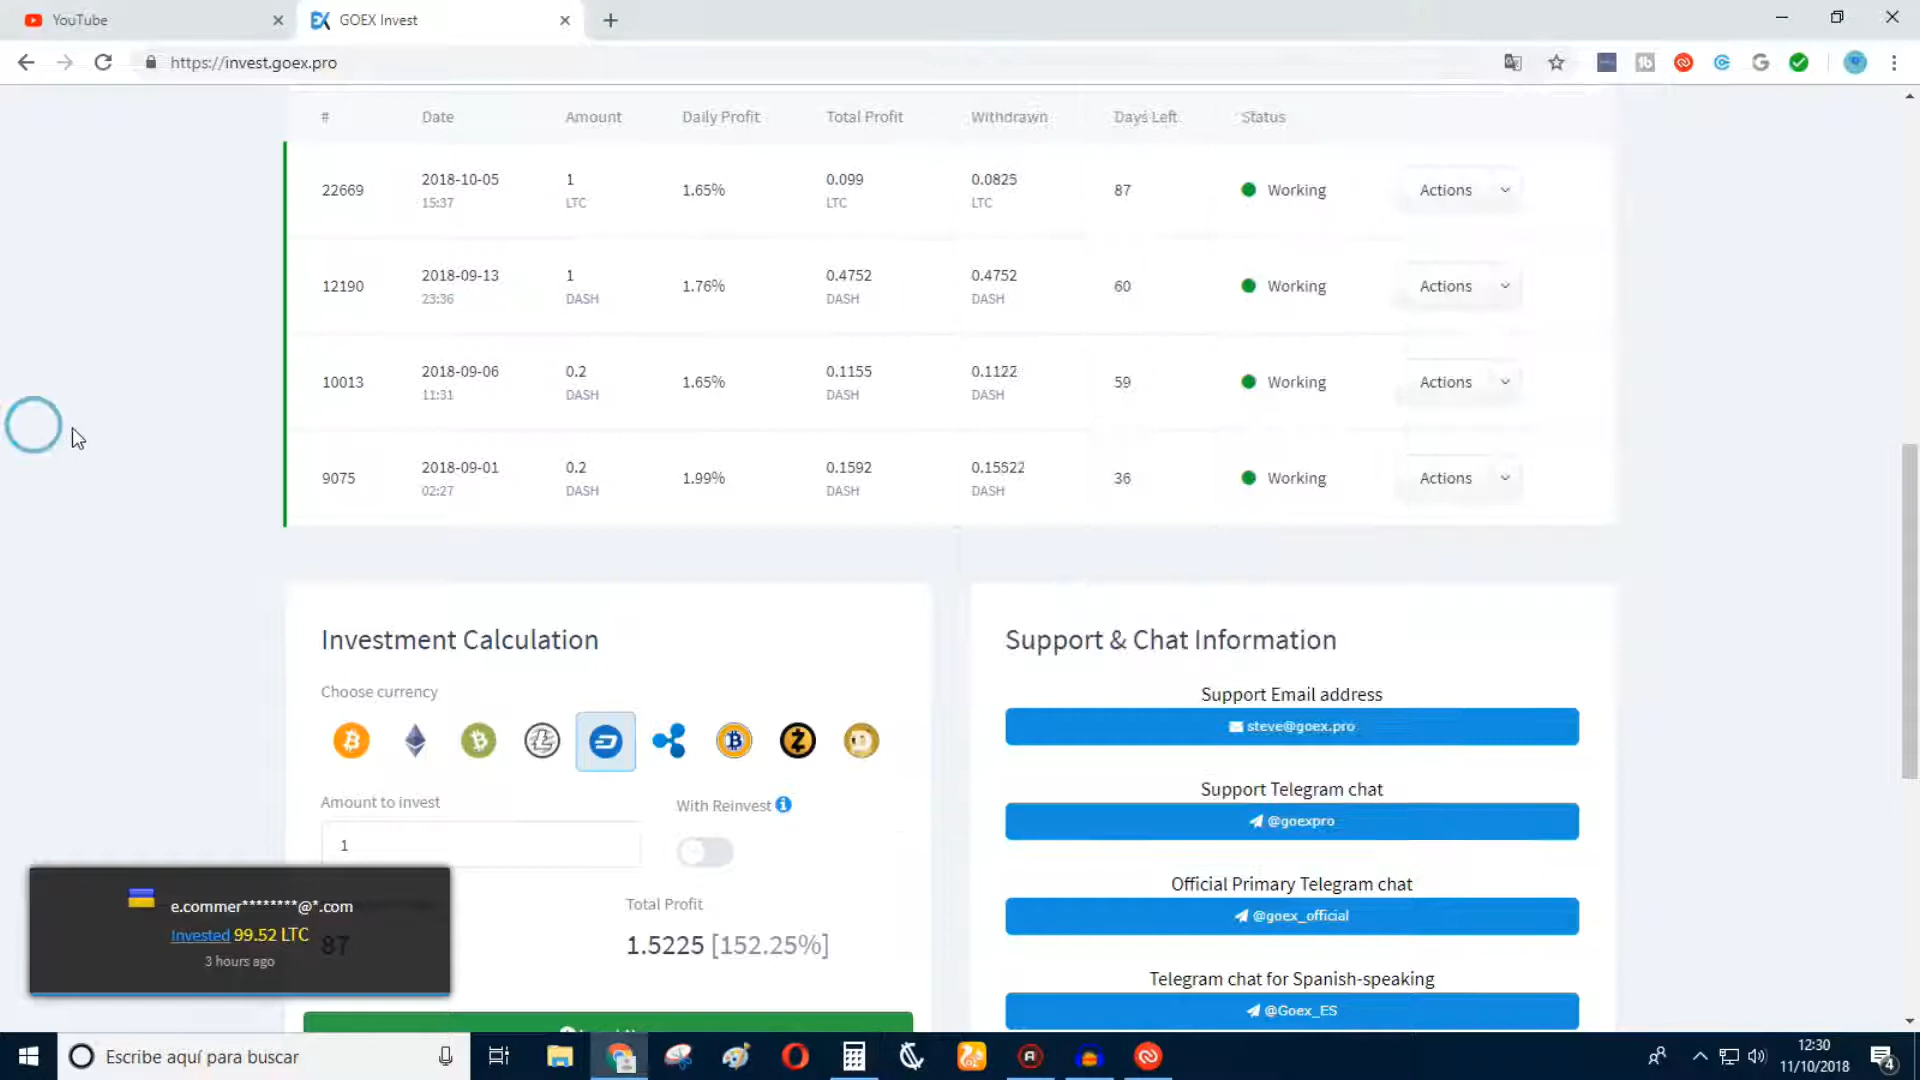 YouTube
GOEX Invest
https://invest.goex.pro
# Date Amount Daily Profit Total Profit Withdrawn Days Left Status
22669 2018-10-05 15:37 1 LTC 1.65% 0.099 LTC 0.0825 LTC 87 Working Actions
12190 2018-09-13 23:36 1 DASH 1.76% 0.4752 DASH 0.4752 DASH 60 Working Actions
10013 2018-09-06 11:31 0.2 DASH 1.65% 0.1155 DASH 0.1122 DASH 59 Working Actions
9075 2018-09-01 02:27 0.2 DASH 1.99% 0.1592 DASH 0.15522 DASH 36 Working Actions
Investment Calculation
Choose currency
Amount to invest
With Reinvest
1
Total Profit
87
1.5225 [152.25%]
Support & Chat Information
Support Email address
steve@goex.pro
Support Telegram chat
@goexpro
Official Primary Telegram chat
@goex_official
Telegram chat for Spanish-speaking
@Goex_ES
e.commer********@*.com
Invested 99.52 LTC
3 hours ago
Escribe aquí para buscar
12:30
11/10/2018
4